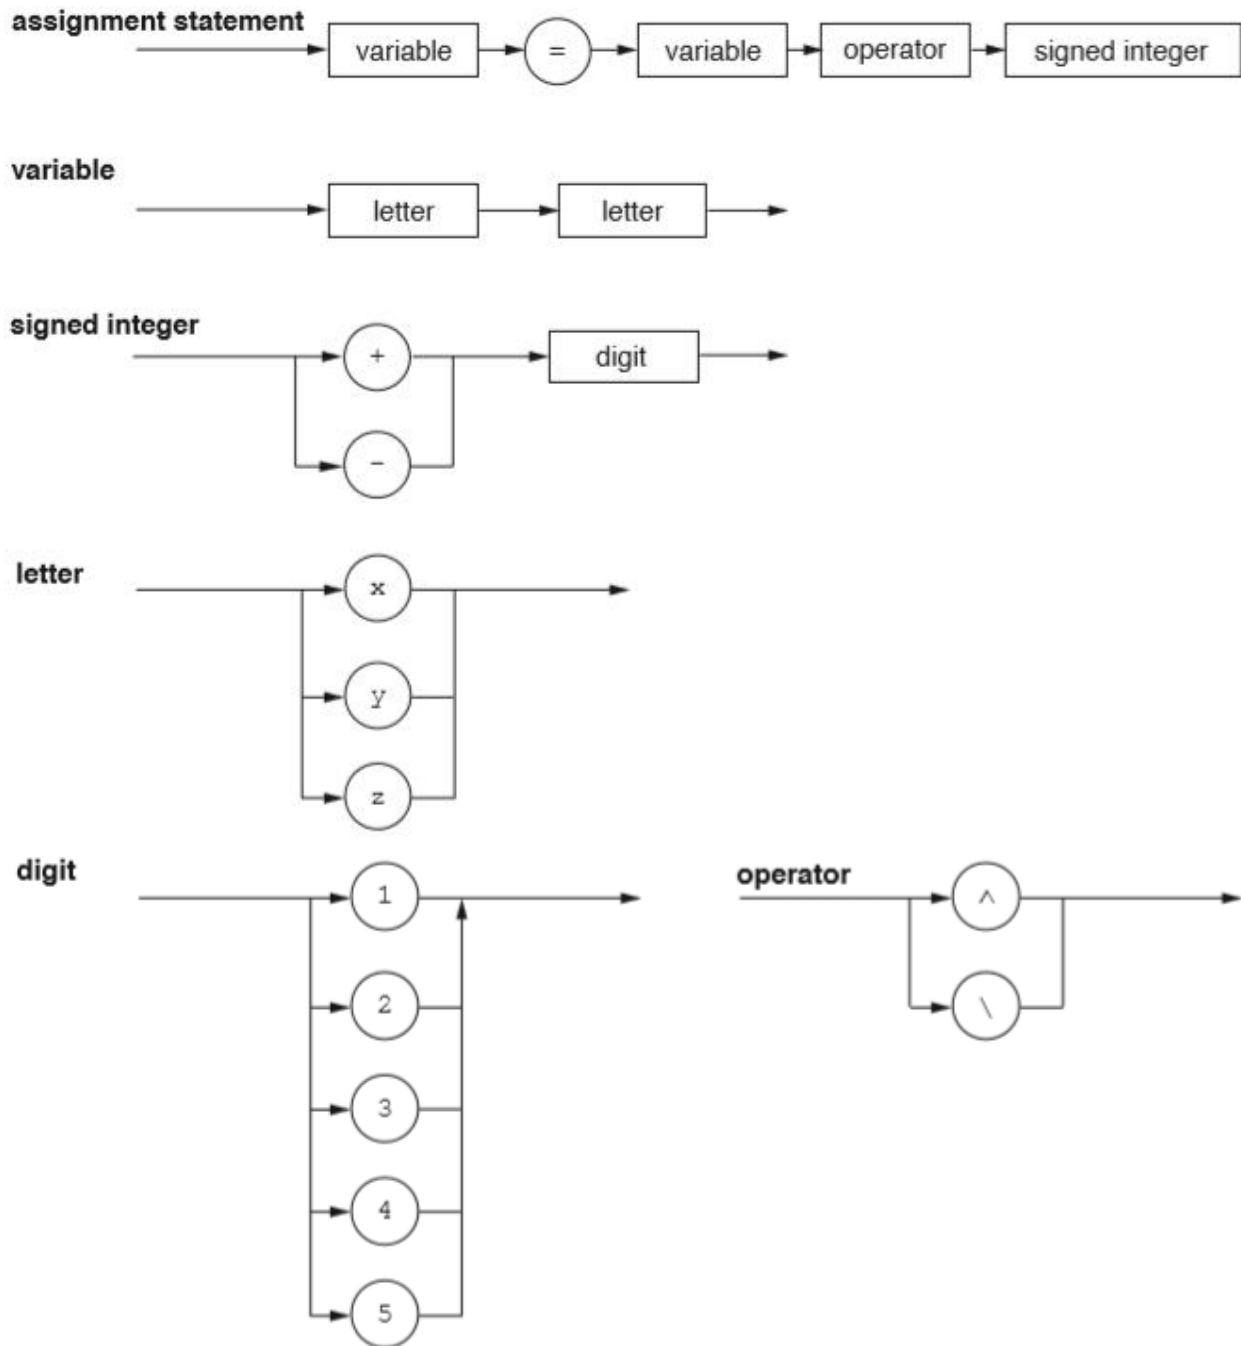 assignment statement
variable = variable operator signed integer
variable
letter letter
signed integer
+ digit
-
letter
x
y
z
digit
1
2
3
4
5
operator
^
\